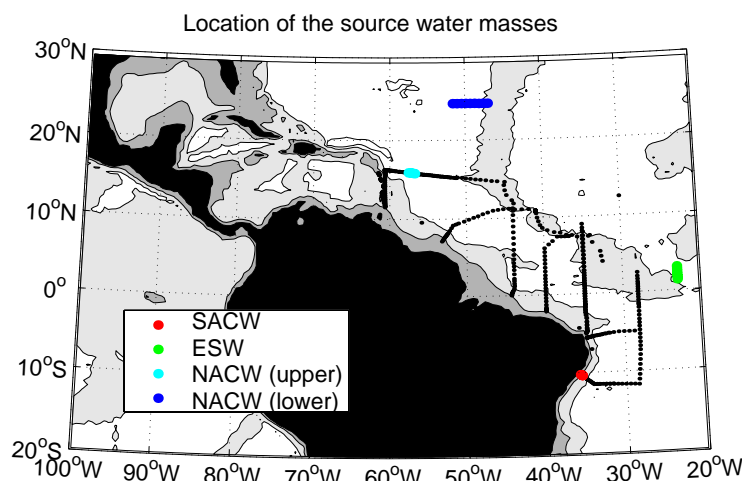 Location of the source water masses
30°N
20°N
10°N
0°
10°S
20°S
SACW
ESW
NACW (upper)
NACW (lower)
100°W 90°W 80°W 70°W 60°W 50°W 40°W 30°W 20°W